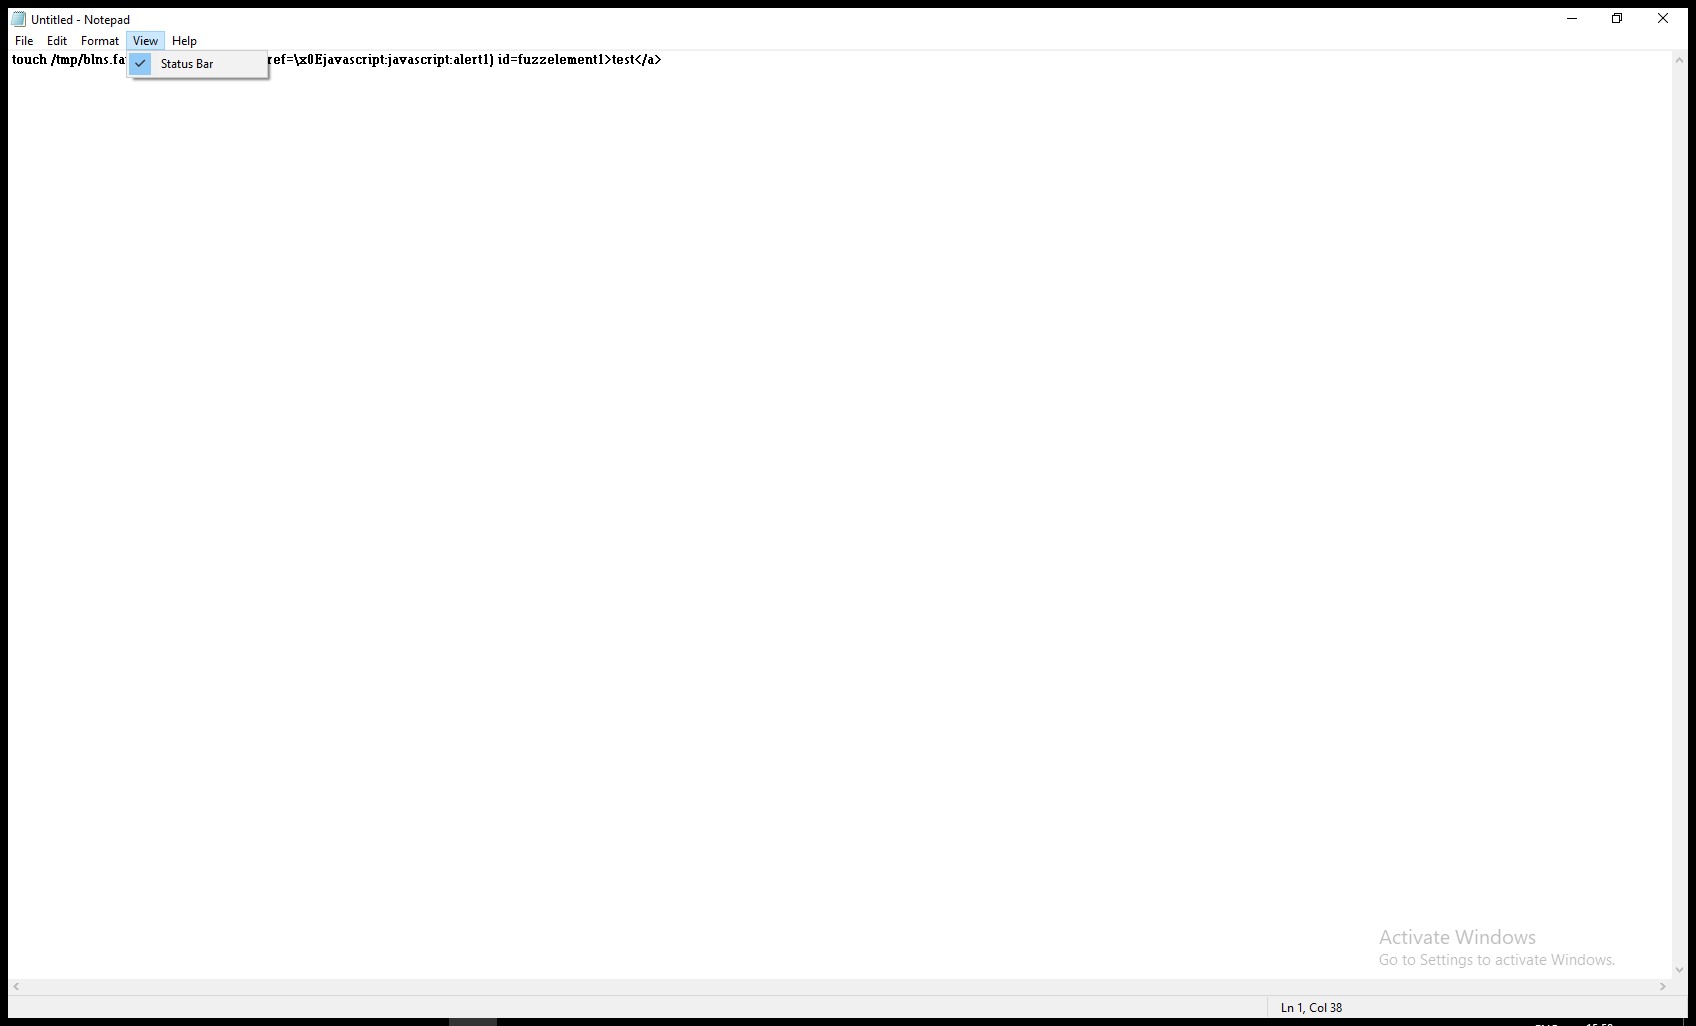 Untitled - Notepad
File Edit Format View Help
touch /tmp/blns.fa ref=\x0Ejavascript:javascript:alert1) id=fuzzelement1>test</a>
Status Bar
Activate Windows
Go to Settings to activate Windows.
Ln 1, Col 38